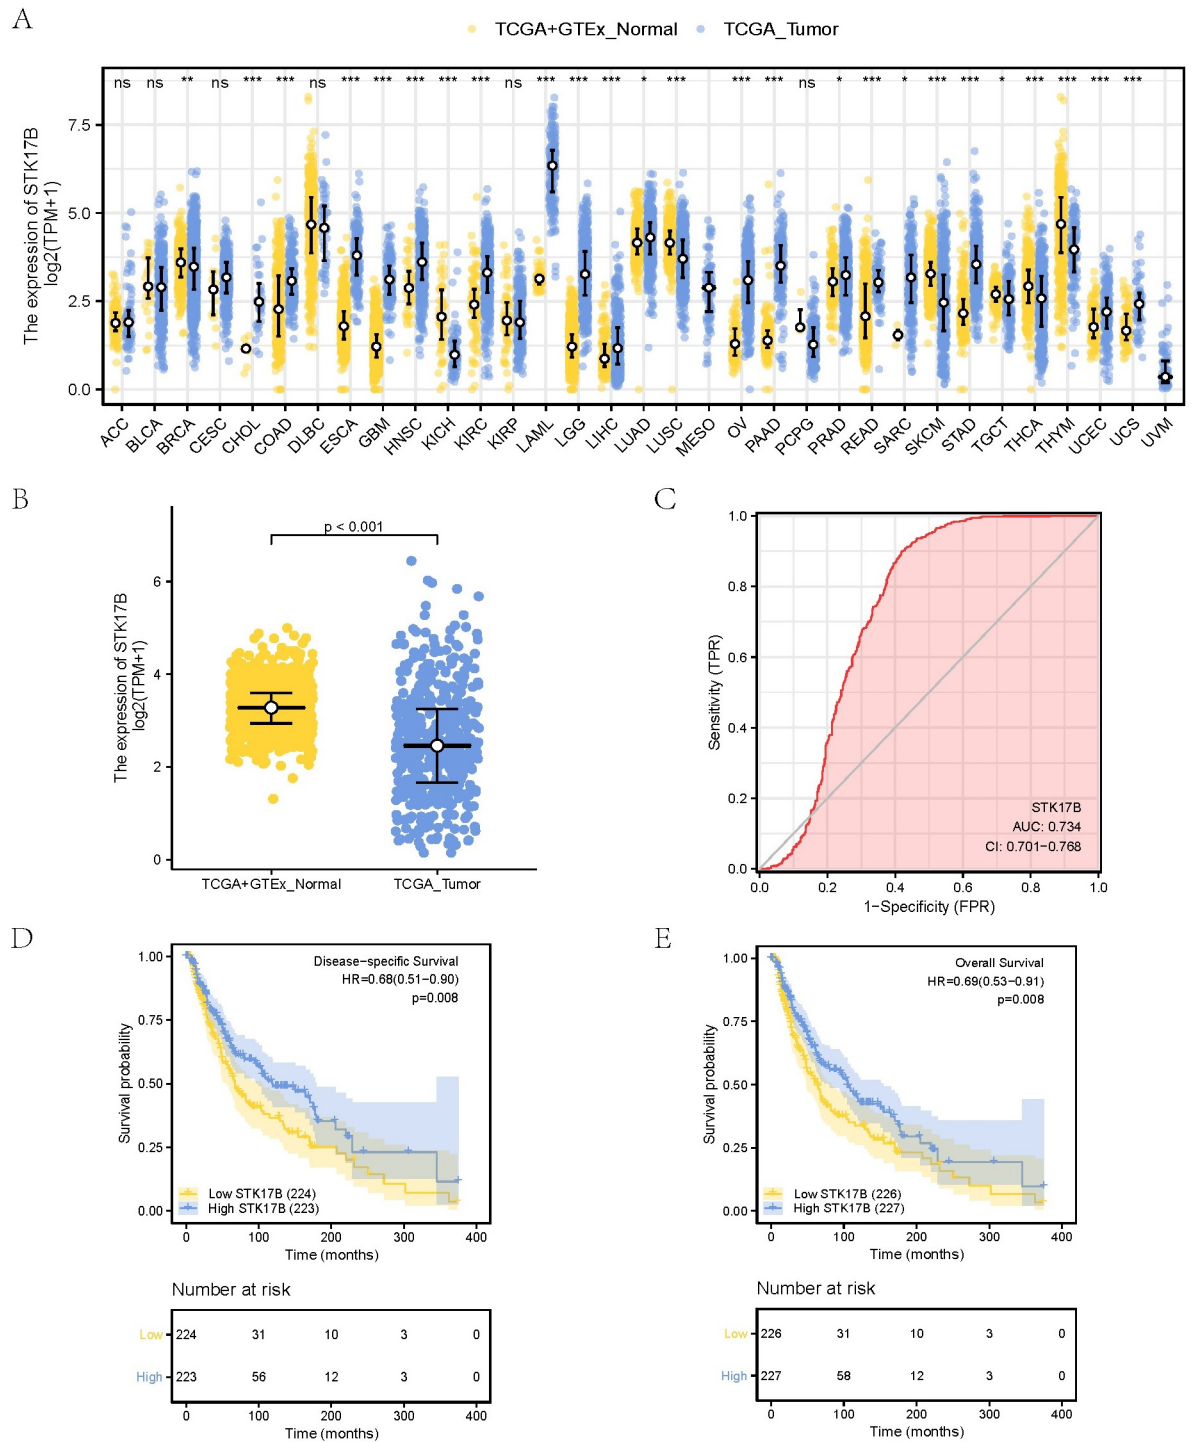 A
TCGA+GTEx_Normal TCGA_Tumor
The expression of STK17B
log2(TPM+1)
7.5
5.0
2.5
0.0
ns ns ** ns *** *** ns *** *** *** *** *** ns *** *** *** * *** *** *** ns * *** * *** *** * *** *** *** ***
ACC BLCA BRCA CESC CHOL COAD DLBC ESCA GBM HNSC KICH KIRC KIRP LAML LGG LIHC LUAD LUSC MESO OV PAAD PCPG PRAD READ SARC SKCM STAD TGCT THCA THYM UCEC UCS UVM
B
The expression of STK17B
log2(TPM+1)
p < 0.001
6
4
2
0
TCGA+GTEx_Normal TCGA_Tumor
C
Sensitivity (TPR)
1.0
0.8
0.6
0.4
0.2
0.0
STK17B
AUC: 0.734
CI: 0.701−0.768
0.0 0.2 0.4 0.6 0.8 1.0
1−Specificity (FPR)
D
Survival probability
1.00
0.75
0.50
0.25
0.00
Disease−specific Survival
HR=0.68(0.51−0.90)
p=0.008
Low STK17B (224)
High STK17B (223)
0 100 200 300 400
Time (months)
Number at risk
Low 224 31 10 3 0
High 223 56 12 3 0
0 100 200 300 400
Time (months)
E
Survival probability
1.00
0.75
0.50
0.25
0.00
Overall Survival
HR=0.69(0.53−0.91)
p=0.008
Low STK17B (226)
High STK17B (227)
0 100 200 300 400
Time (months)
Number at risk
Low 226 31 10 3 0
High 227 58 12 3 0
0 100 200 300 400
Time (months)